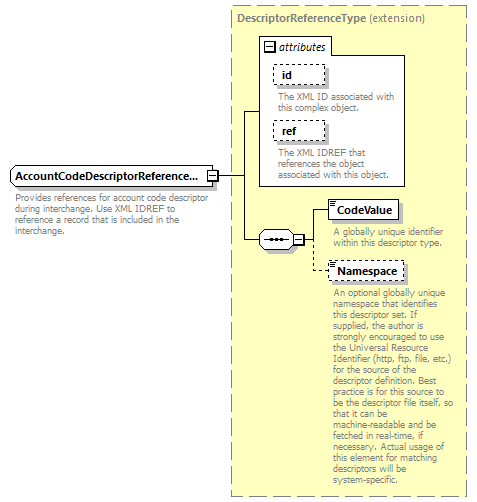 DescriptorReferenceType (extension)
attributes
id
The XML ID associated with
this complex object.
ref
The XML IDREF that
references the object
associated with this object.
AccountCodeDescriptorReference...
Provides references for account code descriptor
during interchange. Use XML IDREF to
reference a record that is included in the
interchange.
CodeValue
A globally unique identifier
within this descriptor type.
Namespace
An optional globally unique
namespace that identifies
this descriptor set. If
supplied, the author is
strongly encouraged to use
the Universal Resource
Identifier (http, ftp, file, etc.)
for the source of the
descriptor definition. Best
practice is for this source to
be the descriptor file itself, so
that it can be
machine-readable and be
fetched in real-time, if
necessary. Actual usage of
this element for matching
descriptors will be
system-specific.